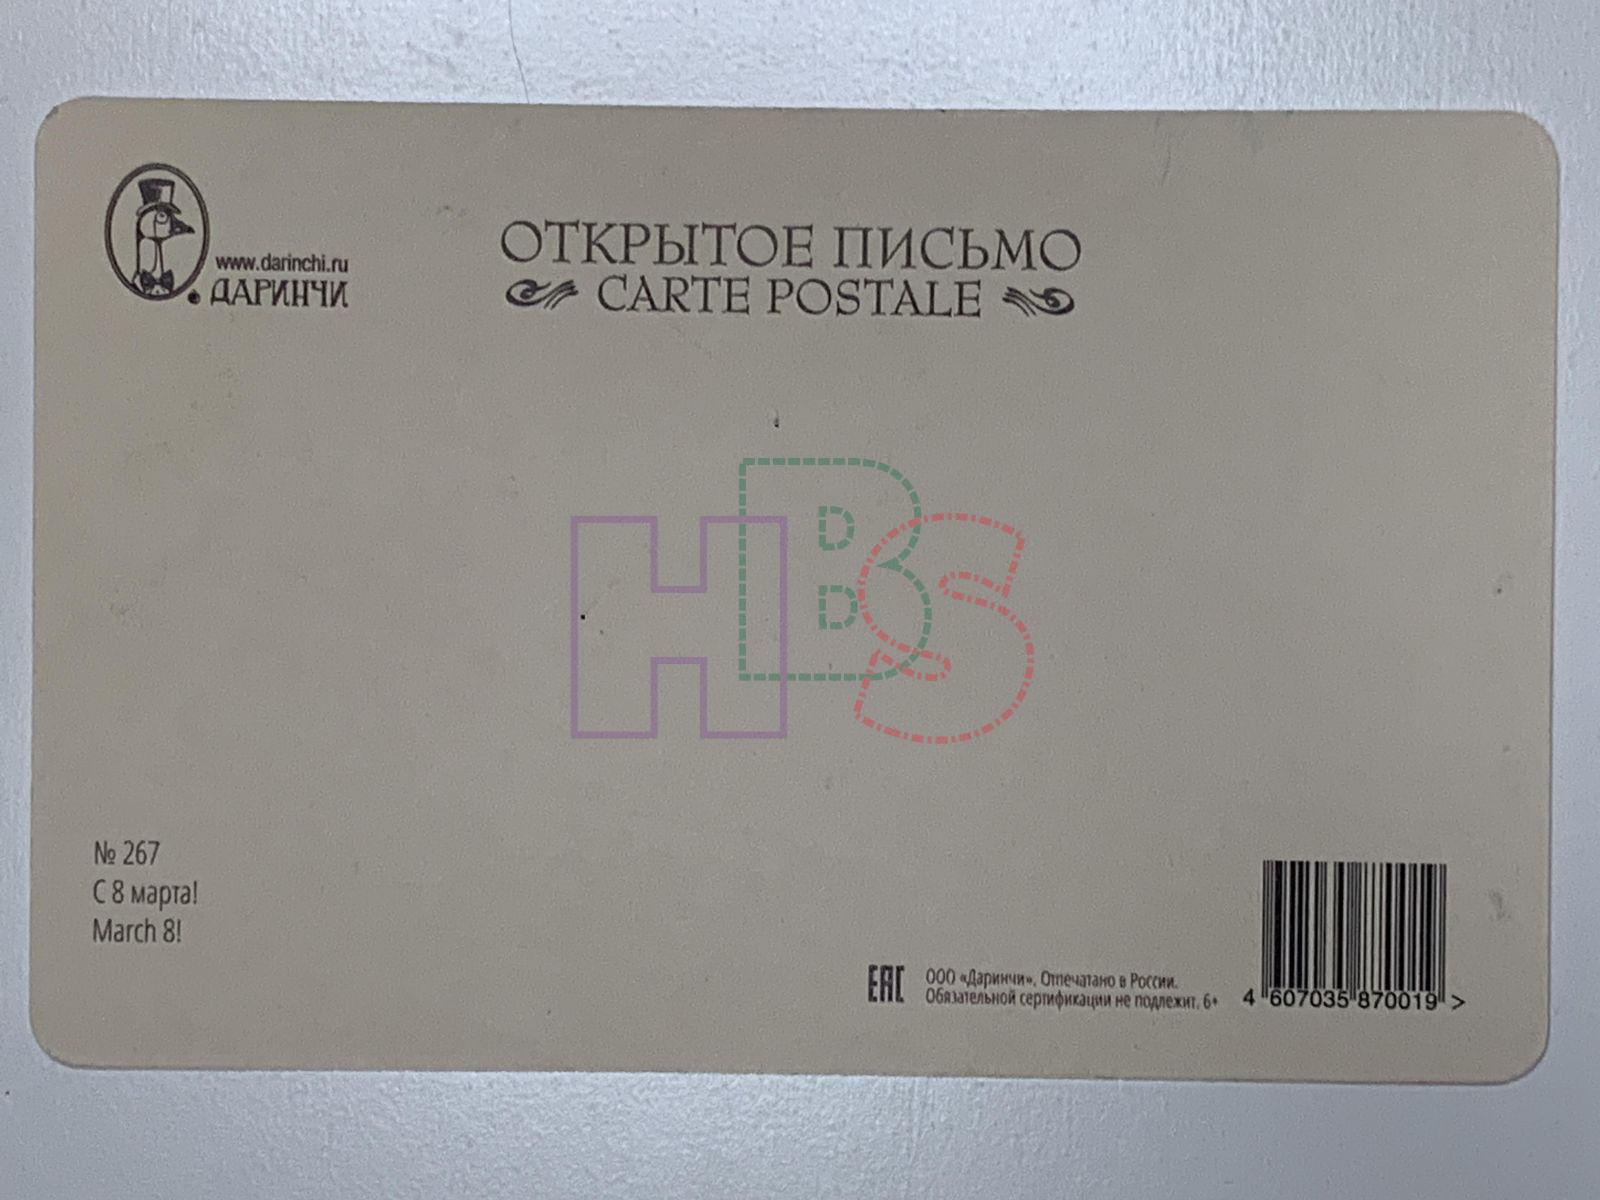 www.darinchi.ru
ДАРИНЧИ
ОТКРЫТОЕ ПИСЬМО
CARTE POSTALE
H B S
№ 267
С 8 марта!
March 8!
EAC
ООО «Даринчи». Отпечатано в России.
Обязательной сертификации не подлежит. 6+
4 607035 870019 >